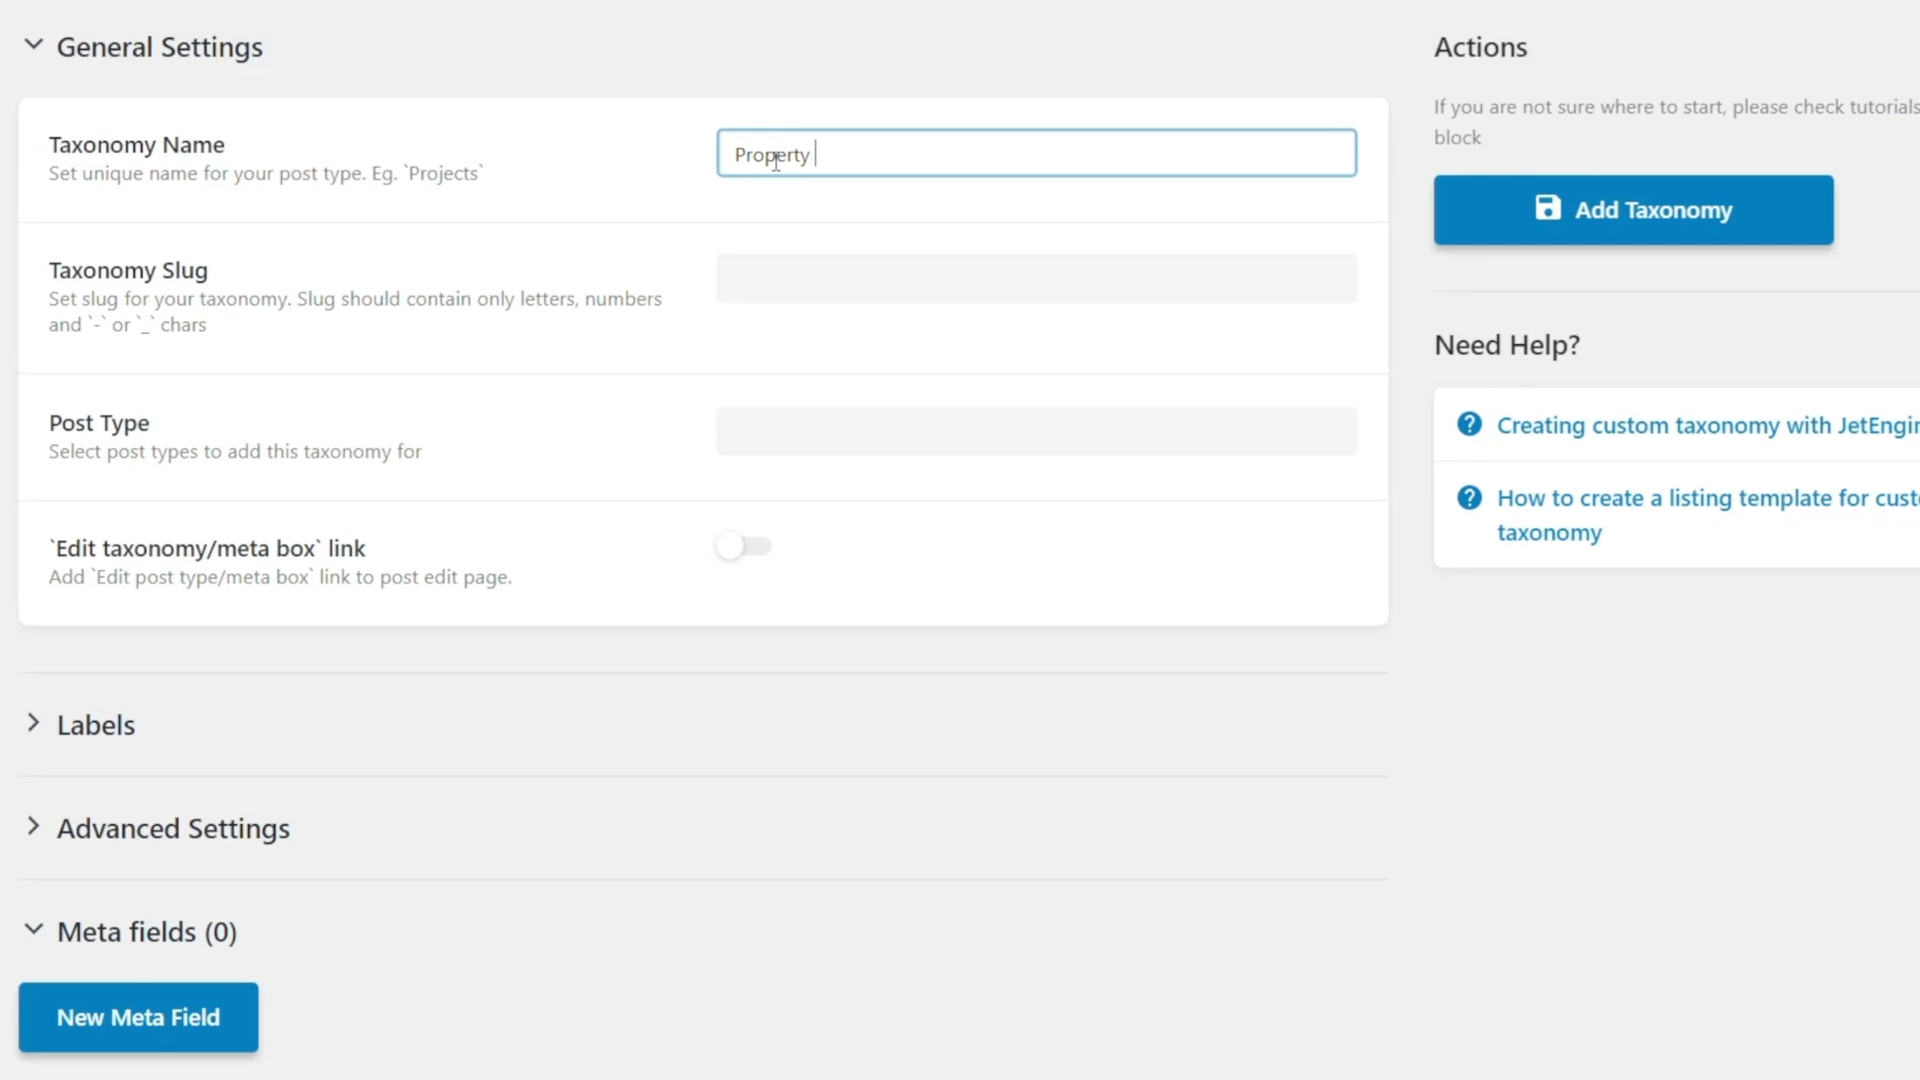 General Settings
Taxonomy Name
Set unique name for your post type. Eg. `Projects`
Property
Taxonomy Slug
Set slug for your taxonomy. Slug should contain only letters, numbers
and `-` or `_` chars
Post Type
Select post types to add this taxonomy for
`Edit taxonomy/meta box` link
Add `Edit post type/meta box` link to post edit page.
Labels
Advanced Settings
Meta fields (0)
New Meta Field
Actions
If you are not sure where to start, please check tutorials
block
Add Taxonomy
Need Help?
Creating custom taxonomy with JetEngin
How to create a listing template for cust
taxonomy